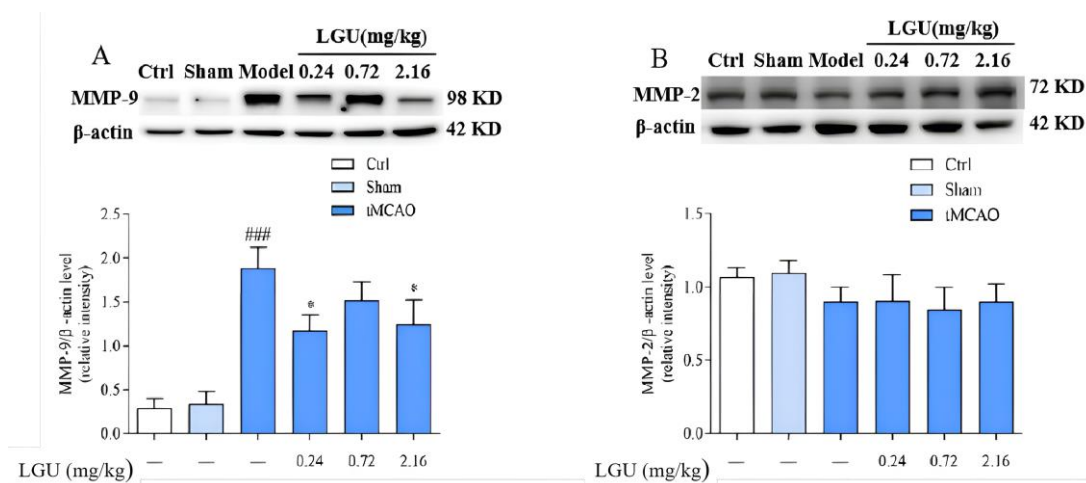 A
LGU(mg/kg)
Ctrl Sham Model 0.24 0.72 2.16
MMP-9 98 KD
β-actin 42 KD
Ctrl
Sham
tMCAO
MMP-9/β -actin level
(relative intensity)
2.5
2.0
1.5
1.0
0.5
0.0
###
*
*
LGU (mg/kg) — — — 0.24 0.72 2.16
B
LGU(mg/kg)
Ctrl Sham Model 0.24 0.72 2.16
MMP-2 72 KD
β-actin 42 KD
Ctrl
Sham
tMCAO
MMP-2/β -actin level
(relative intensity)
1.5
1.0
0.5
0.0
LGU (mg/kg) — — — 0.24 0.72 2.16